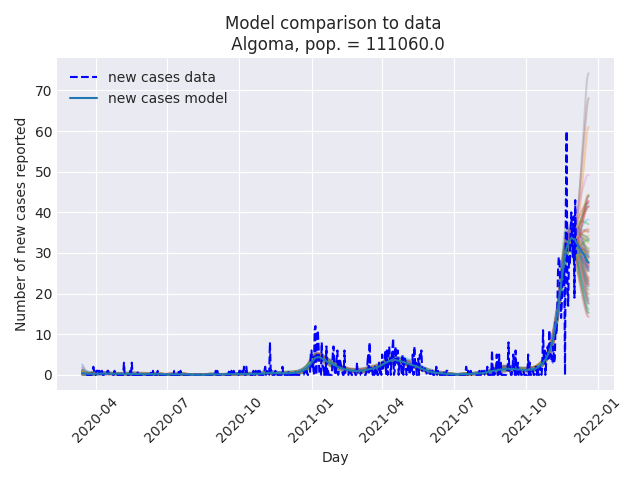 Model comparison to data
Algoma, pop. = 111060.0
new cases data
new cases model
Number of new cases reported
70
60
50
40
30
20
10
0
2020-04
2020-07
2020-10
2021-01
2021-04
2021-07
2021-10
2022-01
Day